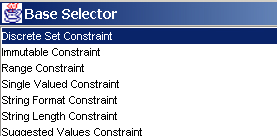 Base Selector
Discrete Set Constraint
Immutable Constraint
Range Constraint
Single Valued Constraint
String Format Constraint
String Length Constraint
Suggested Values Constraint